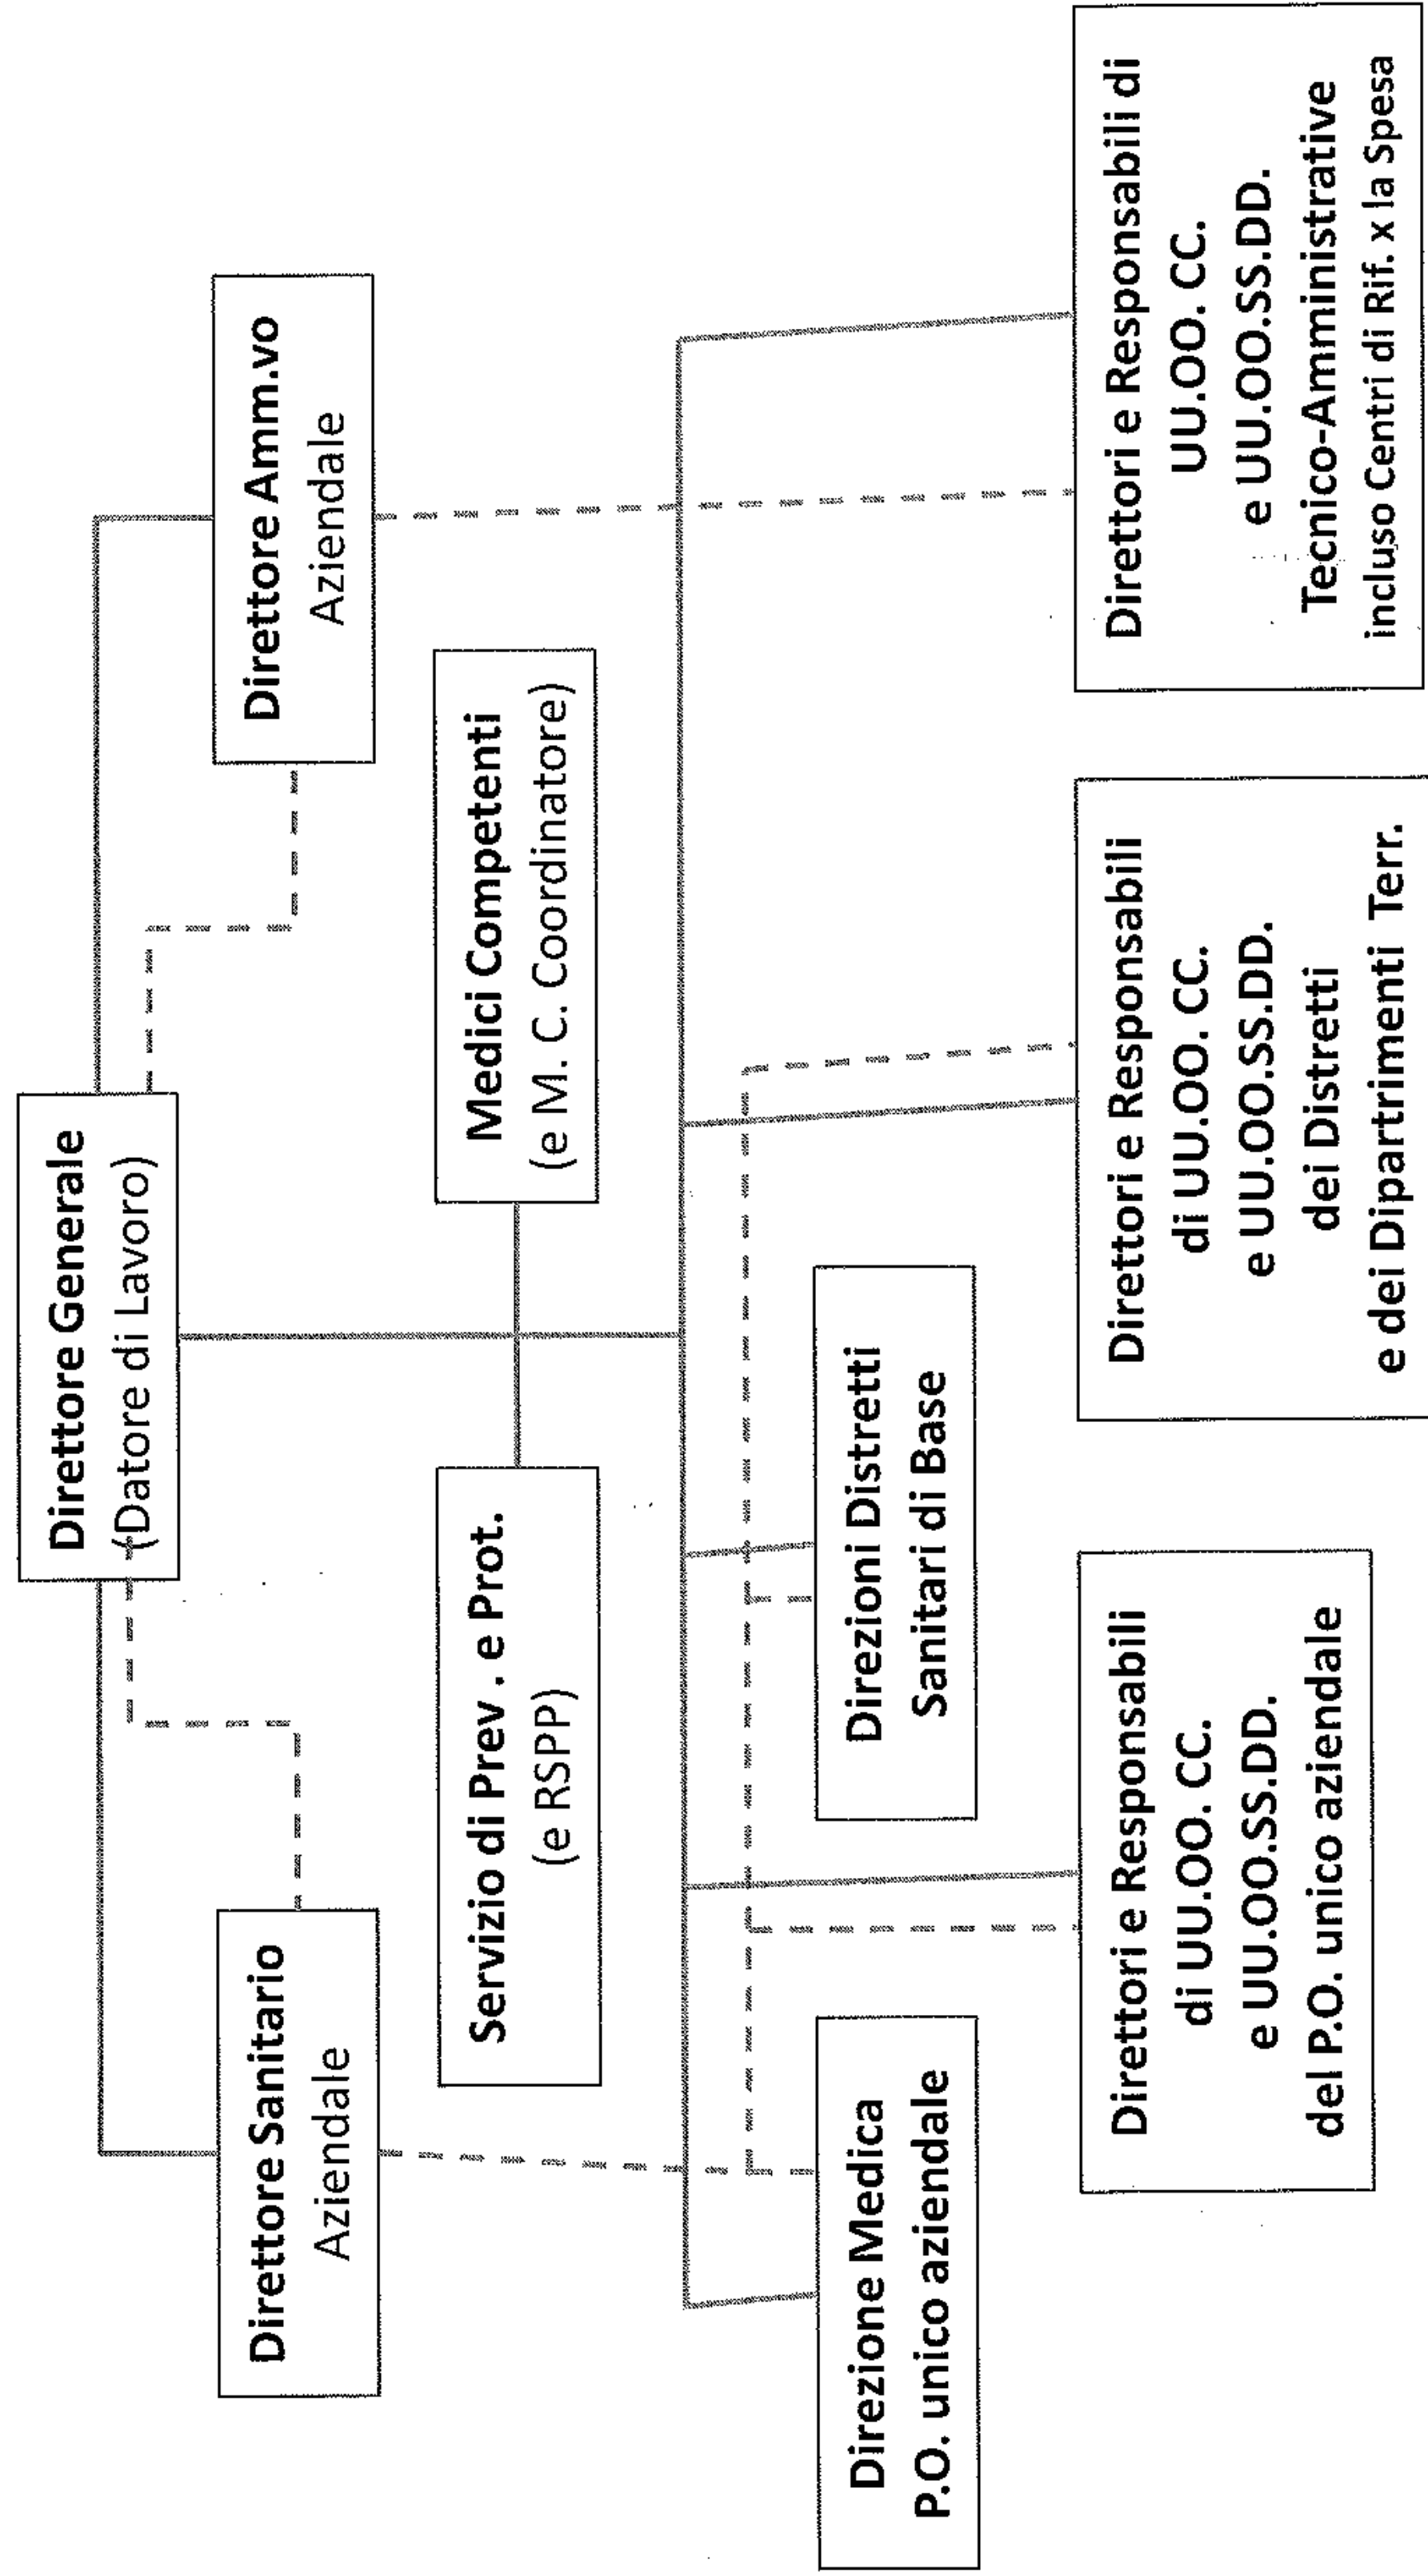 Direttore Generale
(Datore di Lavoro)
Direttore Sanitario
Aziendale
Direttore Amm.vo
Aziendale
Servizio di Prev . e Prot.
(e RSPP)
Medici Competenti
(e M. C. Coordinatore)
Direzione Medica
P.O. unico aziendale
Direzioni Distretti
Sanitari di Base
Direttori e Responsabili
di UU.OO. CC.
e UU.OO.SS.DD.
del P.O. unico aziendale
Direttori e Responsabili
di UU.OO. CC.
e UU.OO.SS.DD.
dei Distretti
e dei Dipartimenti Terr.
Direttori e Responsabili di
UU.OO. CC.
e UU.OO.SS.DD.
Tecnico-Amministrative
incluso Centri di Rif. x la Spesa